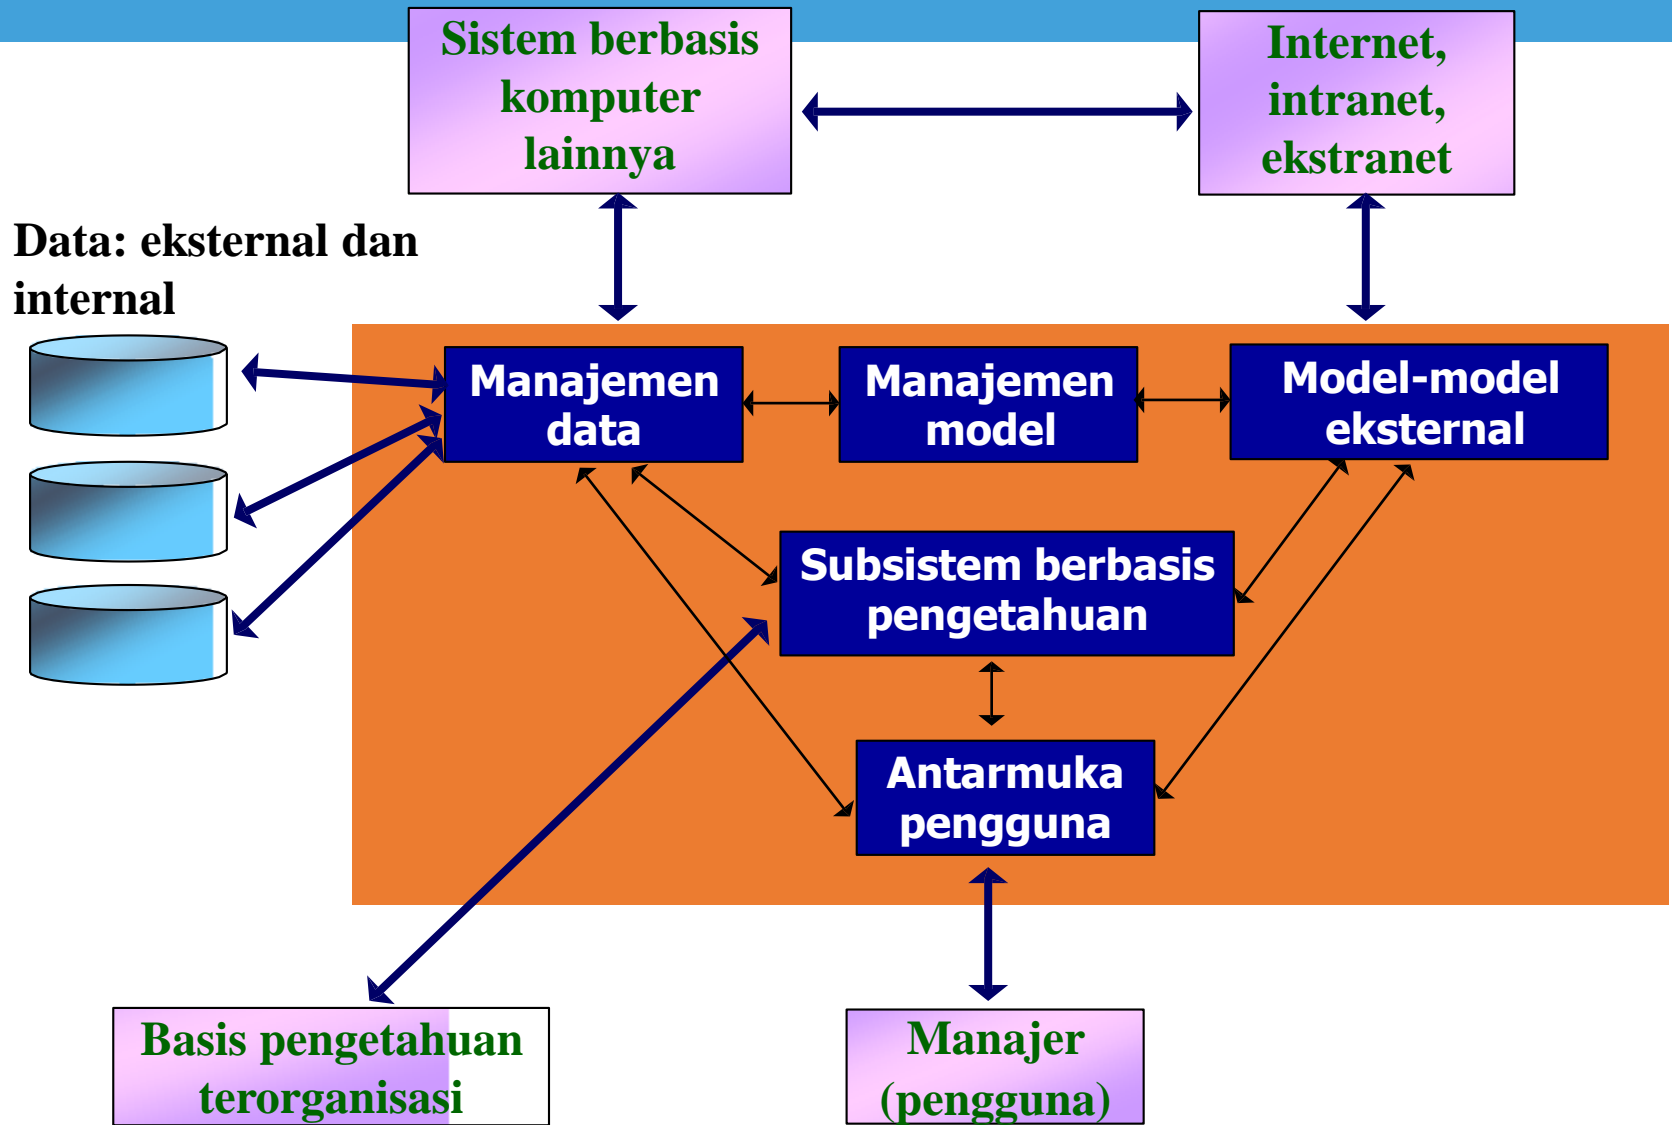 Sistem berbasis
komputer
lainnya
Internet,
intranet,
ekstranet
Data: eksternal dan
internal
Manajemen
data
Manajemen
model
Model-model
eksternal
Subsistem berbasis
pengetahuan
Antarmuka
pengguna
Basis pengetahuan
terorganisasi
Manajer
(pengguna)